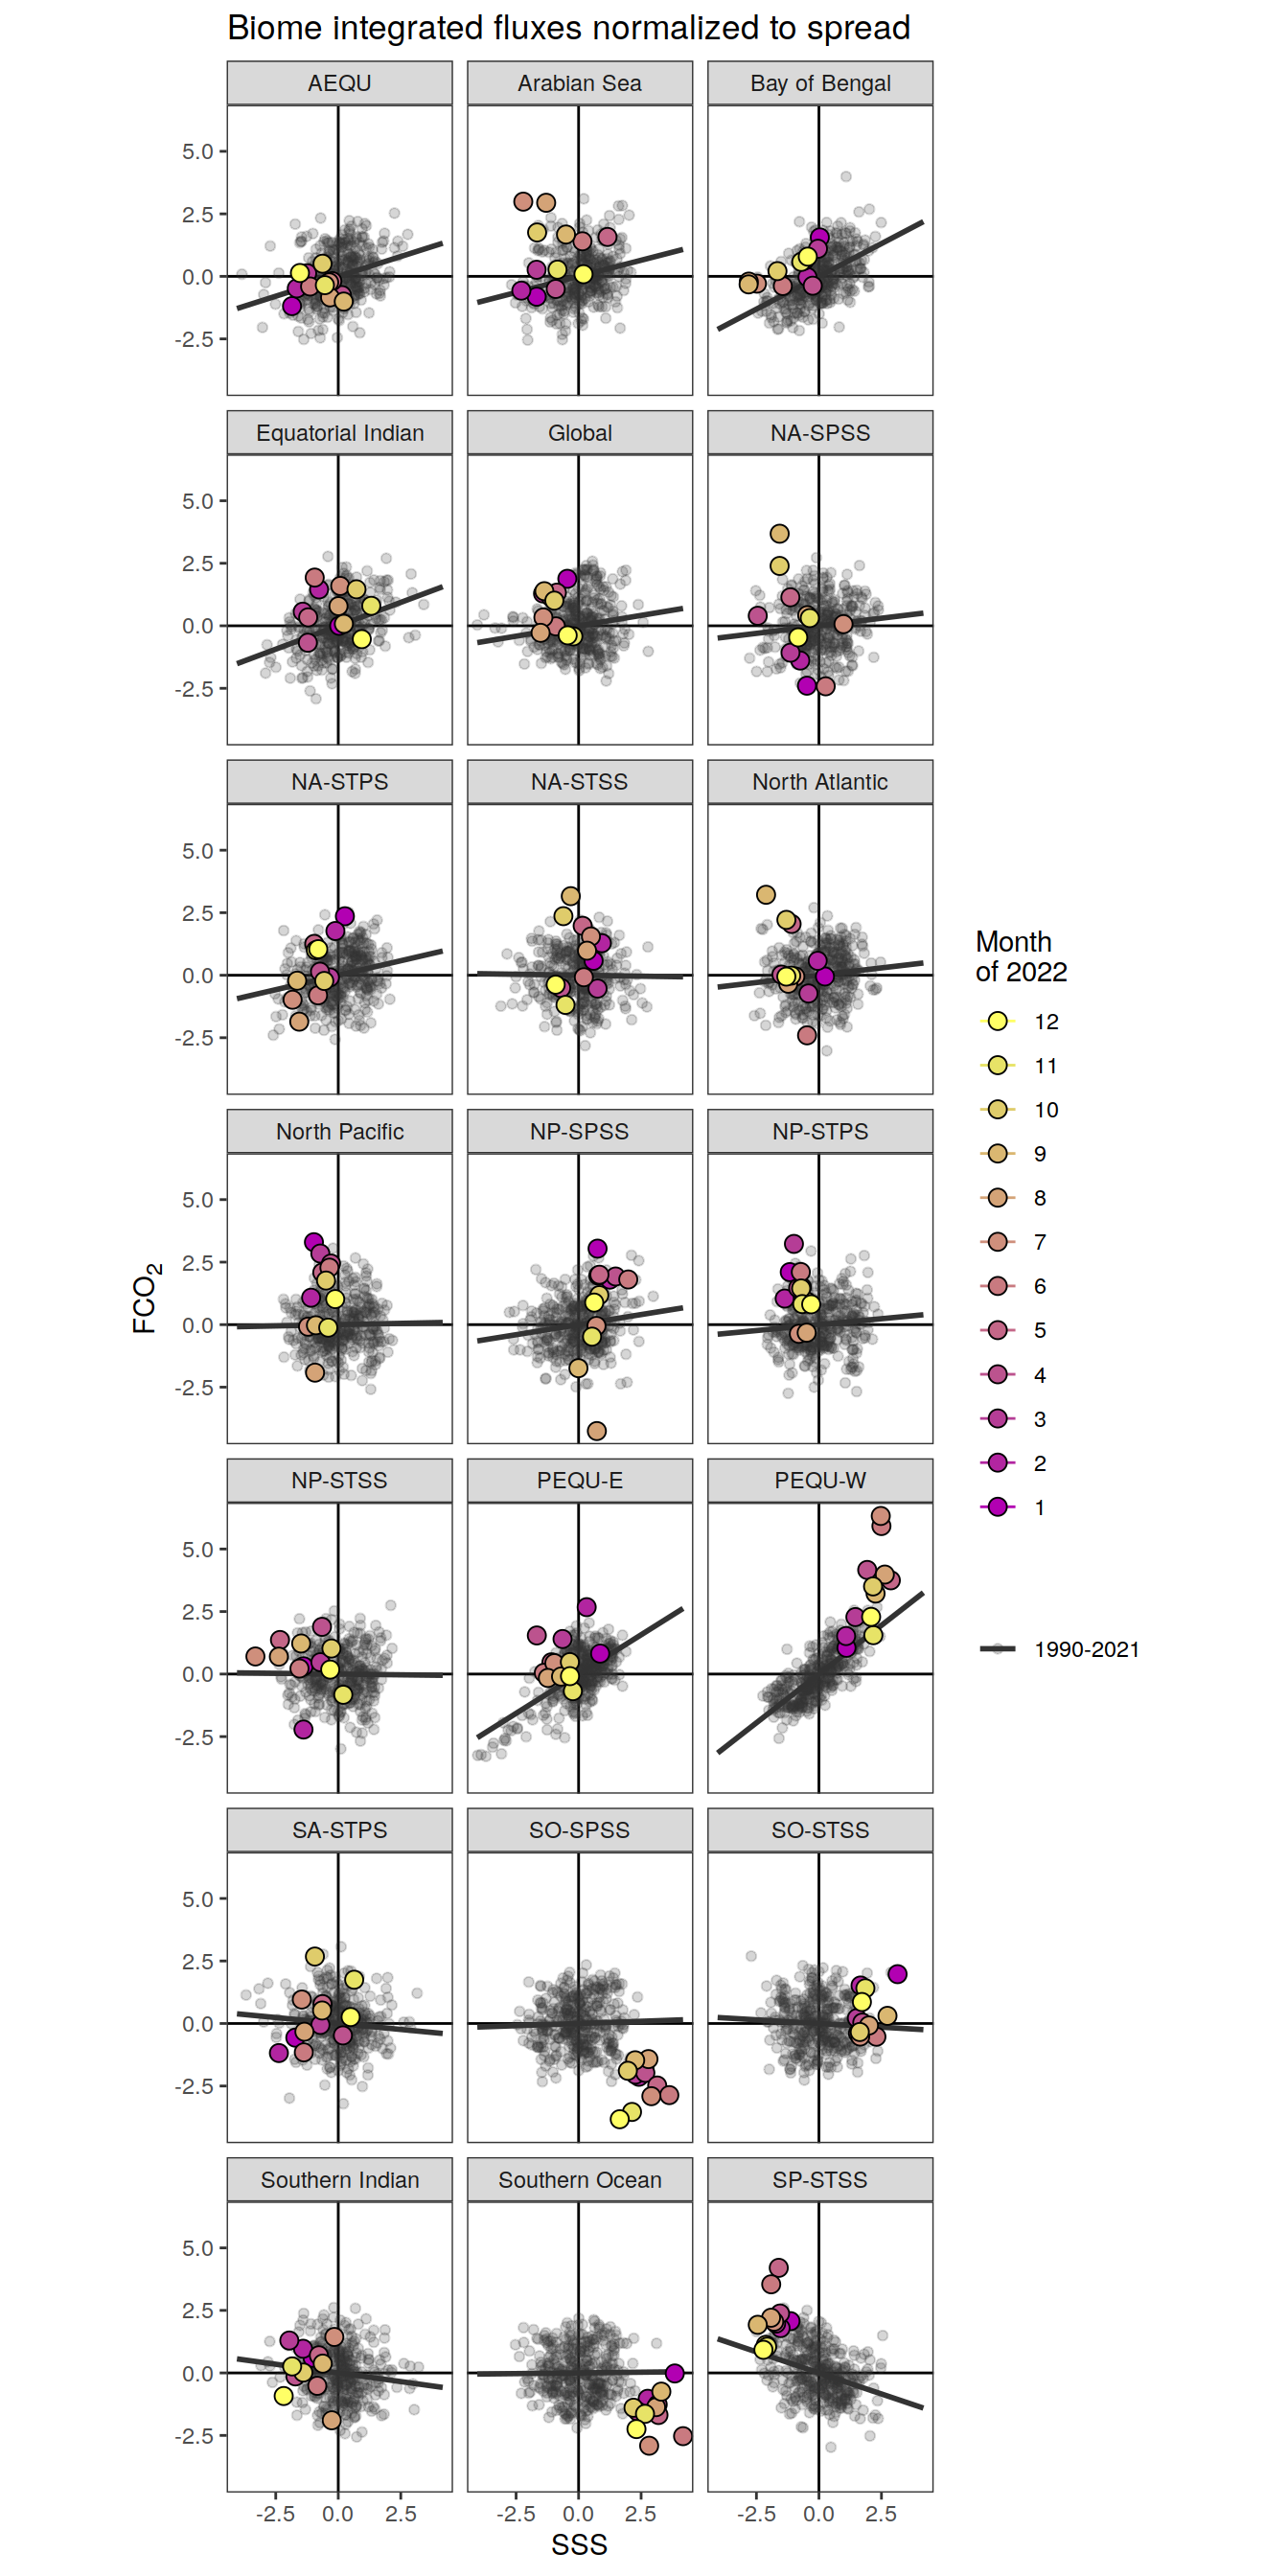 Biome integrated fluxes normalized to spread
AEQU
Arabian Sea
Bay of Bengal
5.0
2.5
0.0
-2.5
Equatorial Indian
Global
NA-SPSS
5.0
2.5
0.0
-2.5
NA-STPS
NA-STSS
North Atlantic
5.0
2.5
0.0
-2.5
North Pacific
NP-SPSS
NP-STPS
5.0
2.5
0.0
-2.5
NP-STSS
PEQU-E
PEQU-W
5.0
2.5
0.0
-2.5
SA-STPS
SO-SPSS
SO-STSS
5.0
2.5
0.0
-2.5
Southern Indian
Southern Ocean
SP-STSS
5.0
2.5
0.0
-2.5
-2.5 0.0 2.5
-2.5 0.0 2.5
-2.5 0.0 2.5
SSS
FCO₂
Month
of 2022
12
11
10
9
8
7
6
5
4
3
2
1
1990-2021